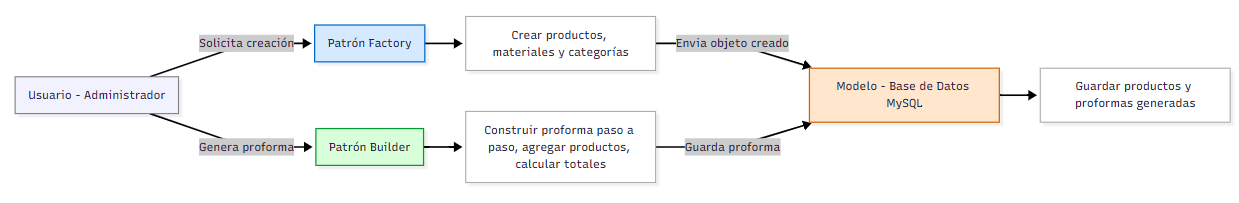 Usuario - Administrador
Solicita creación
Patrón Factory
Crear productos,
materiales y categorías
Envia objeto creado
Genera proforma
Patrón Builder
Construir proforma paso a
paso, agregar productos,
calcular totales
Guarda proforma
Modelo - Base de Datos
MySQL
Guardar productos y
proformas generadas